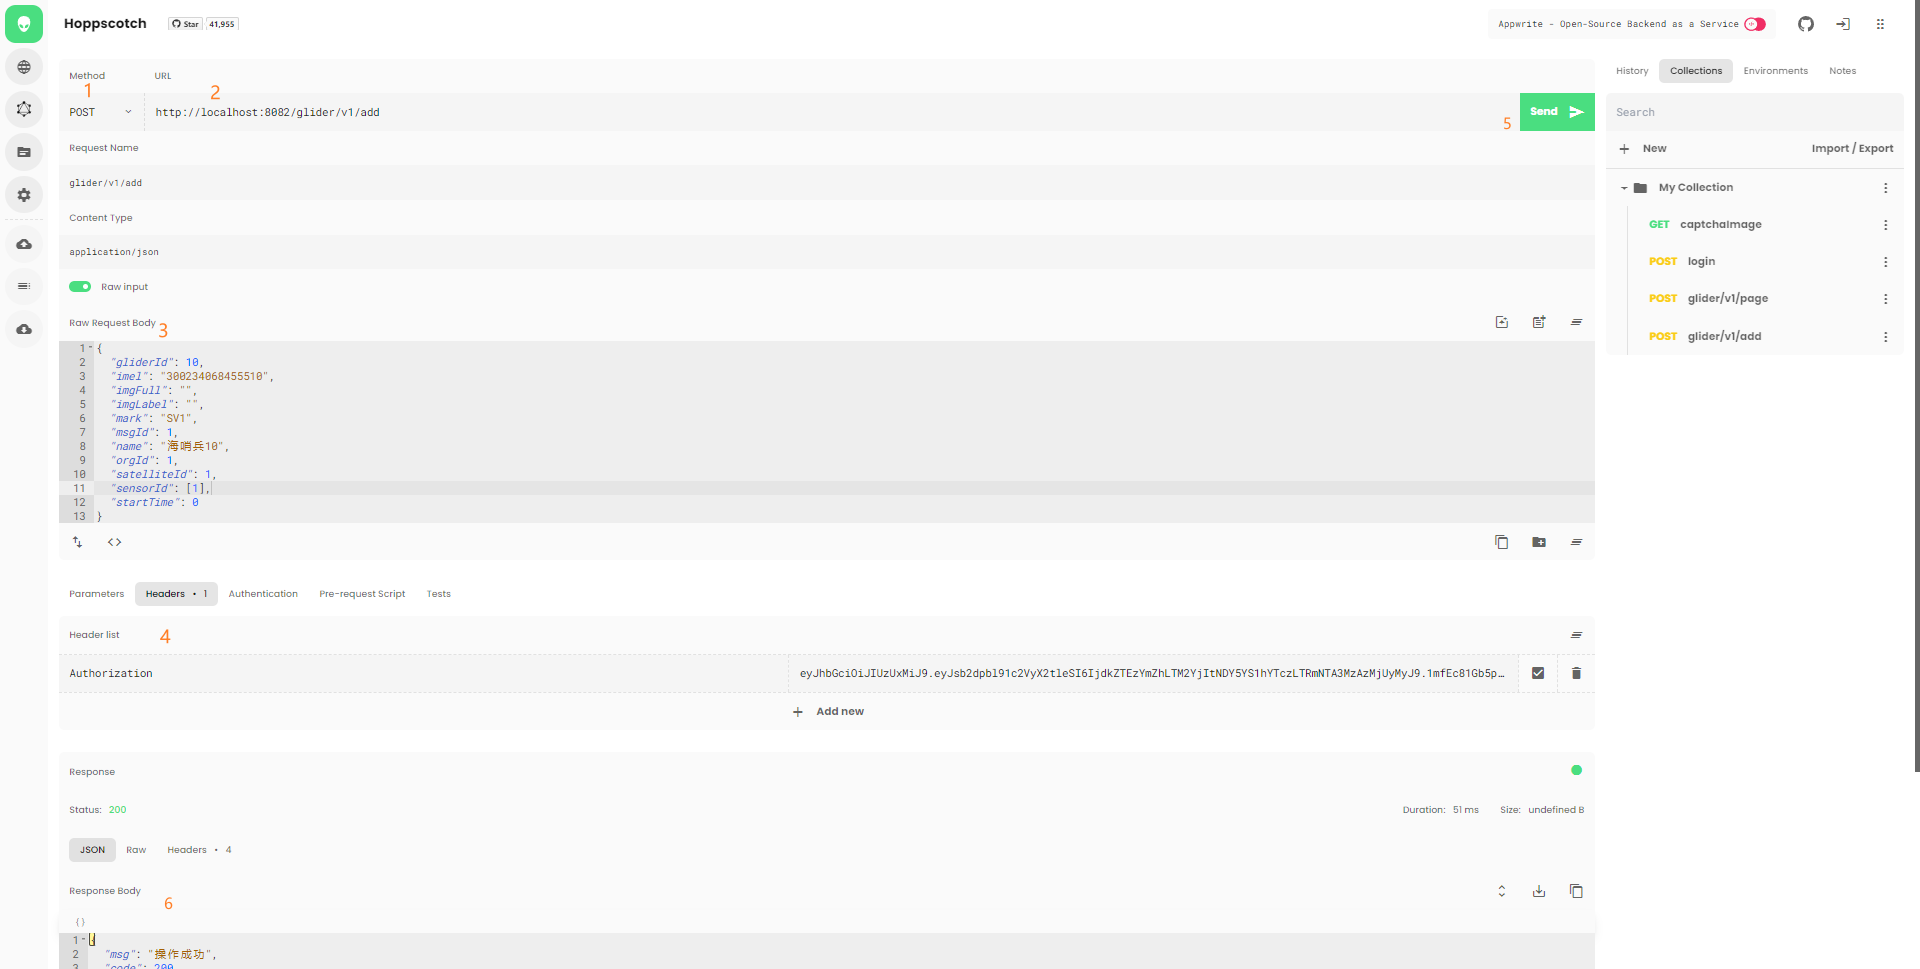 Hoppscotch
Star 41,955
Appwrite - Open-Source Backend as a Service
Method URL
1 2
POST http://localhost:8082/glider/v1/add
Send
5
Request Name
glider/v1/add
Content Type
application/json
Raw input
Raw Request Body 3
1 {
2 "gliderId": 10,
3 "imel": "300234068455510",
4 "imgFull": "",
5 "imgLabel": "",
6 "mark": "SV1",
7 "msgId": 1,
8 "name": "海哨兵10",
9 "orgId": 1,
10 "satelliteId": 1,
11 "sensorId": [1],
12 "startTime": 0
13 }
Parameters Headers • 1 Authentication Pre-request Script Tests
Header list 4
Authorization eyJhbGciOiJIUzUxMiJ9.eyJsb2dpbl91c2VyX2tleSI6IjdkZTEzYmZhLTM2YjItNDY5YS1hYTczLTRmNTA3MzAzMjUyMyJ9.1mfEc81Gb5p…
Add new
Response
Status: 200 Duration: 51 ms Size: undefined B
JSON Raw Headers • 4
Response Body
6
{}
1 {
2 "msg": "操作成功",
3 "code": 200
History Collections Environments Notes
Search
New Import / Export
My Collection
GET captchaImage
POST login
POST glider/v1/page
POST glider/v1/add